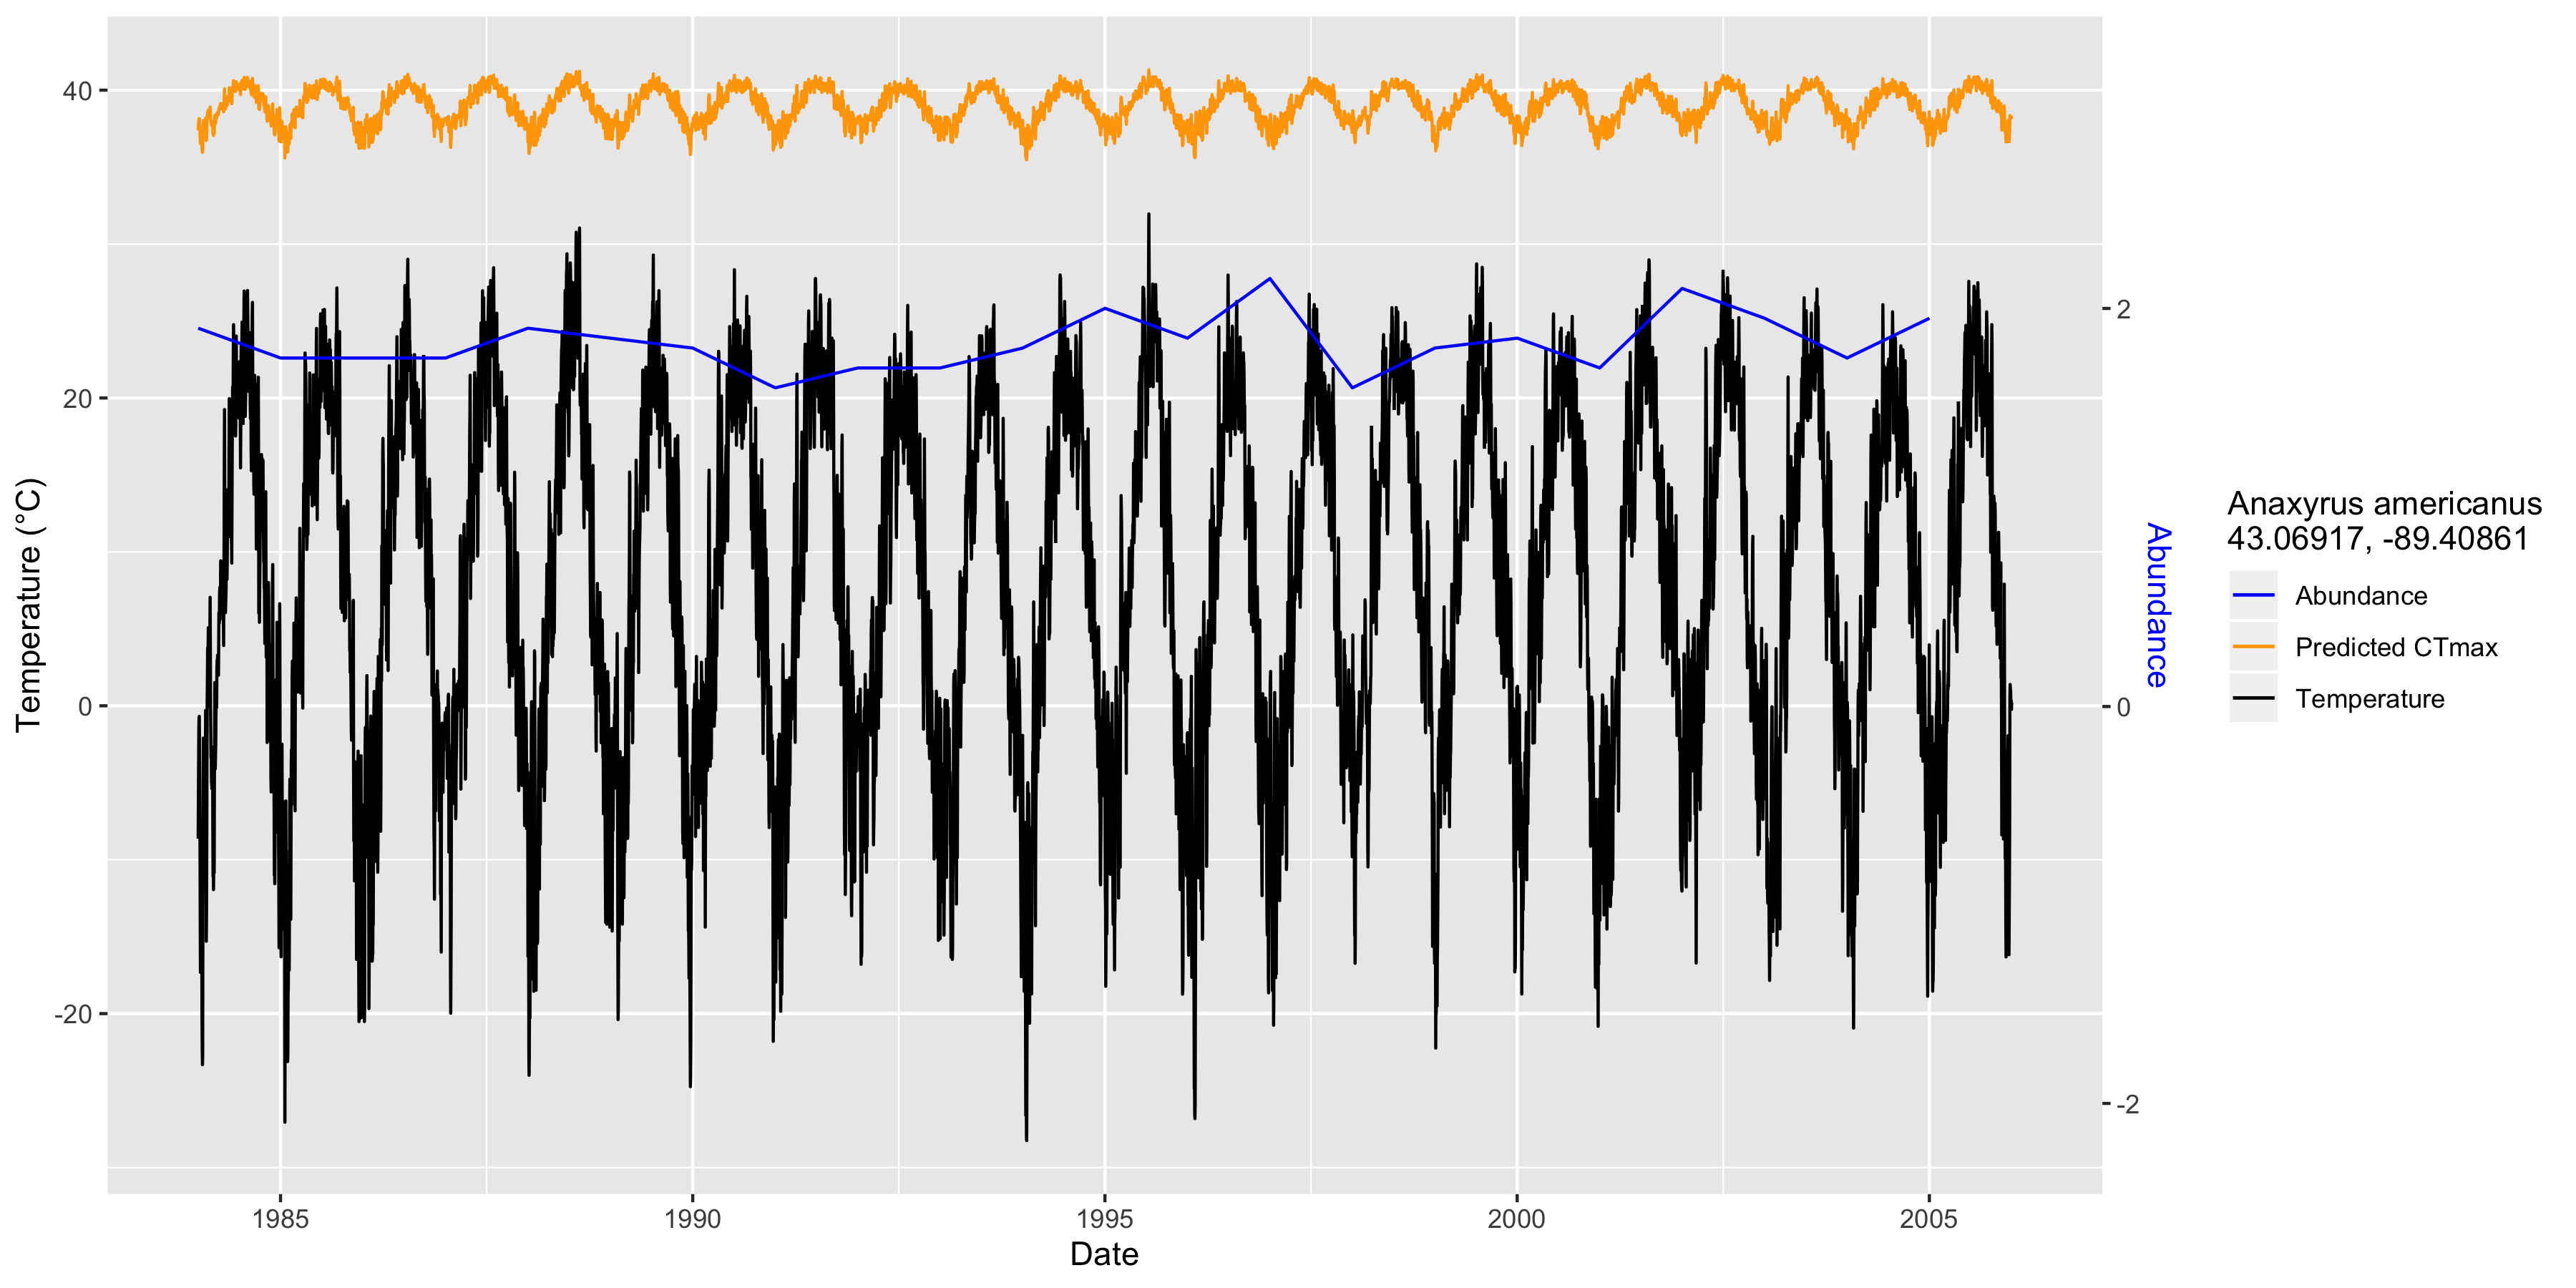 40
20
0
-20
Temperature (°C)
1985
1990
1995
2000
2005
Date
2
0
-2
Abundance
Anaxyrus americanus
43.06917, -89.40861
Abundance
Predicted CTmax
Temperature